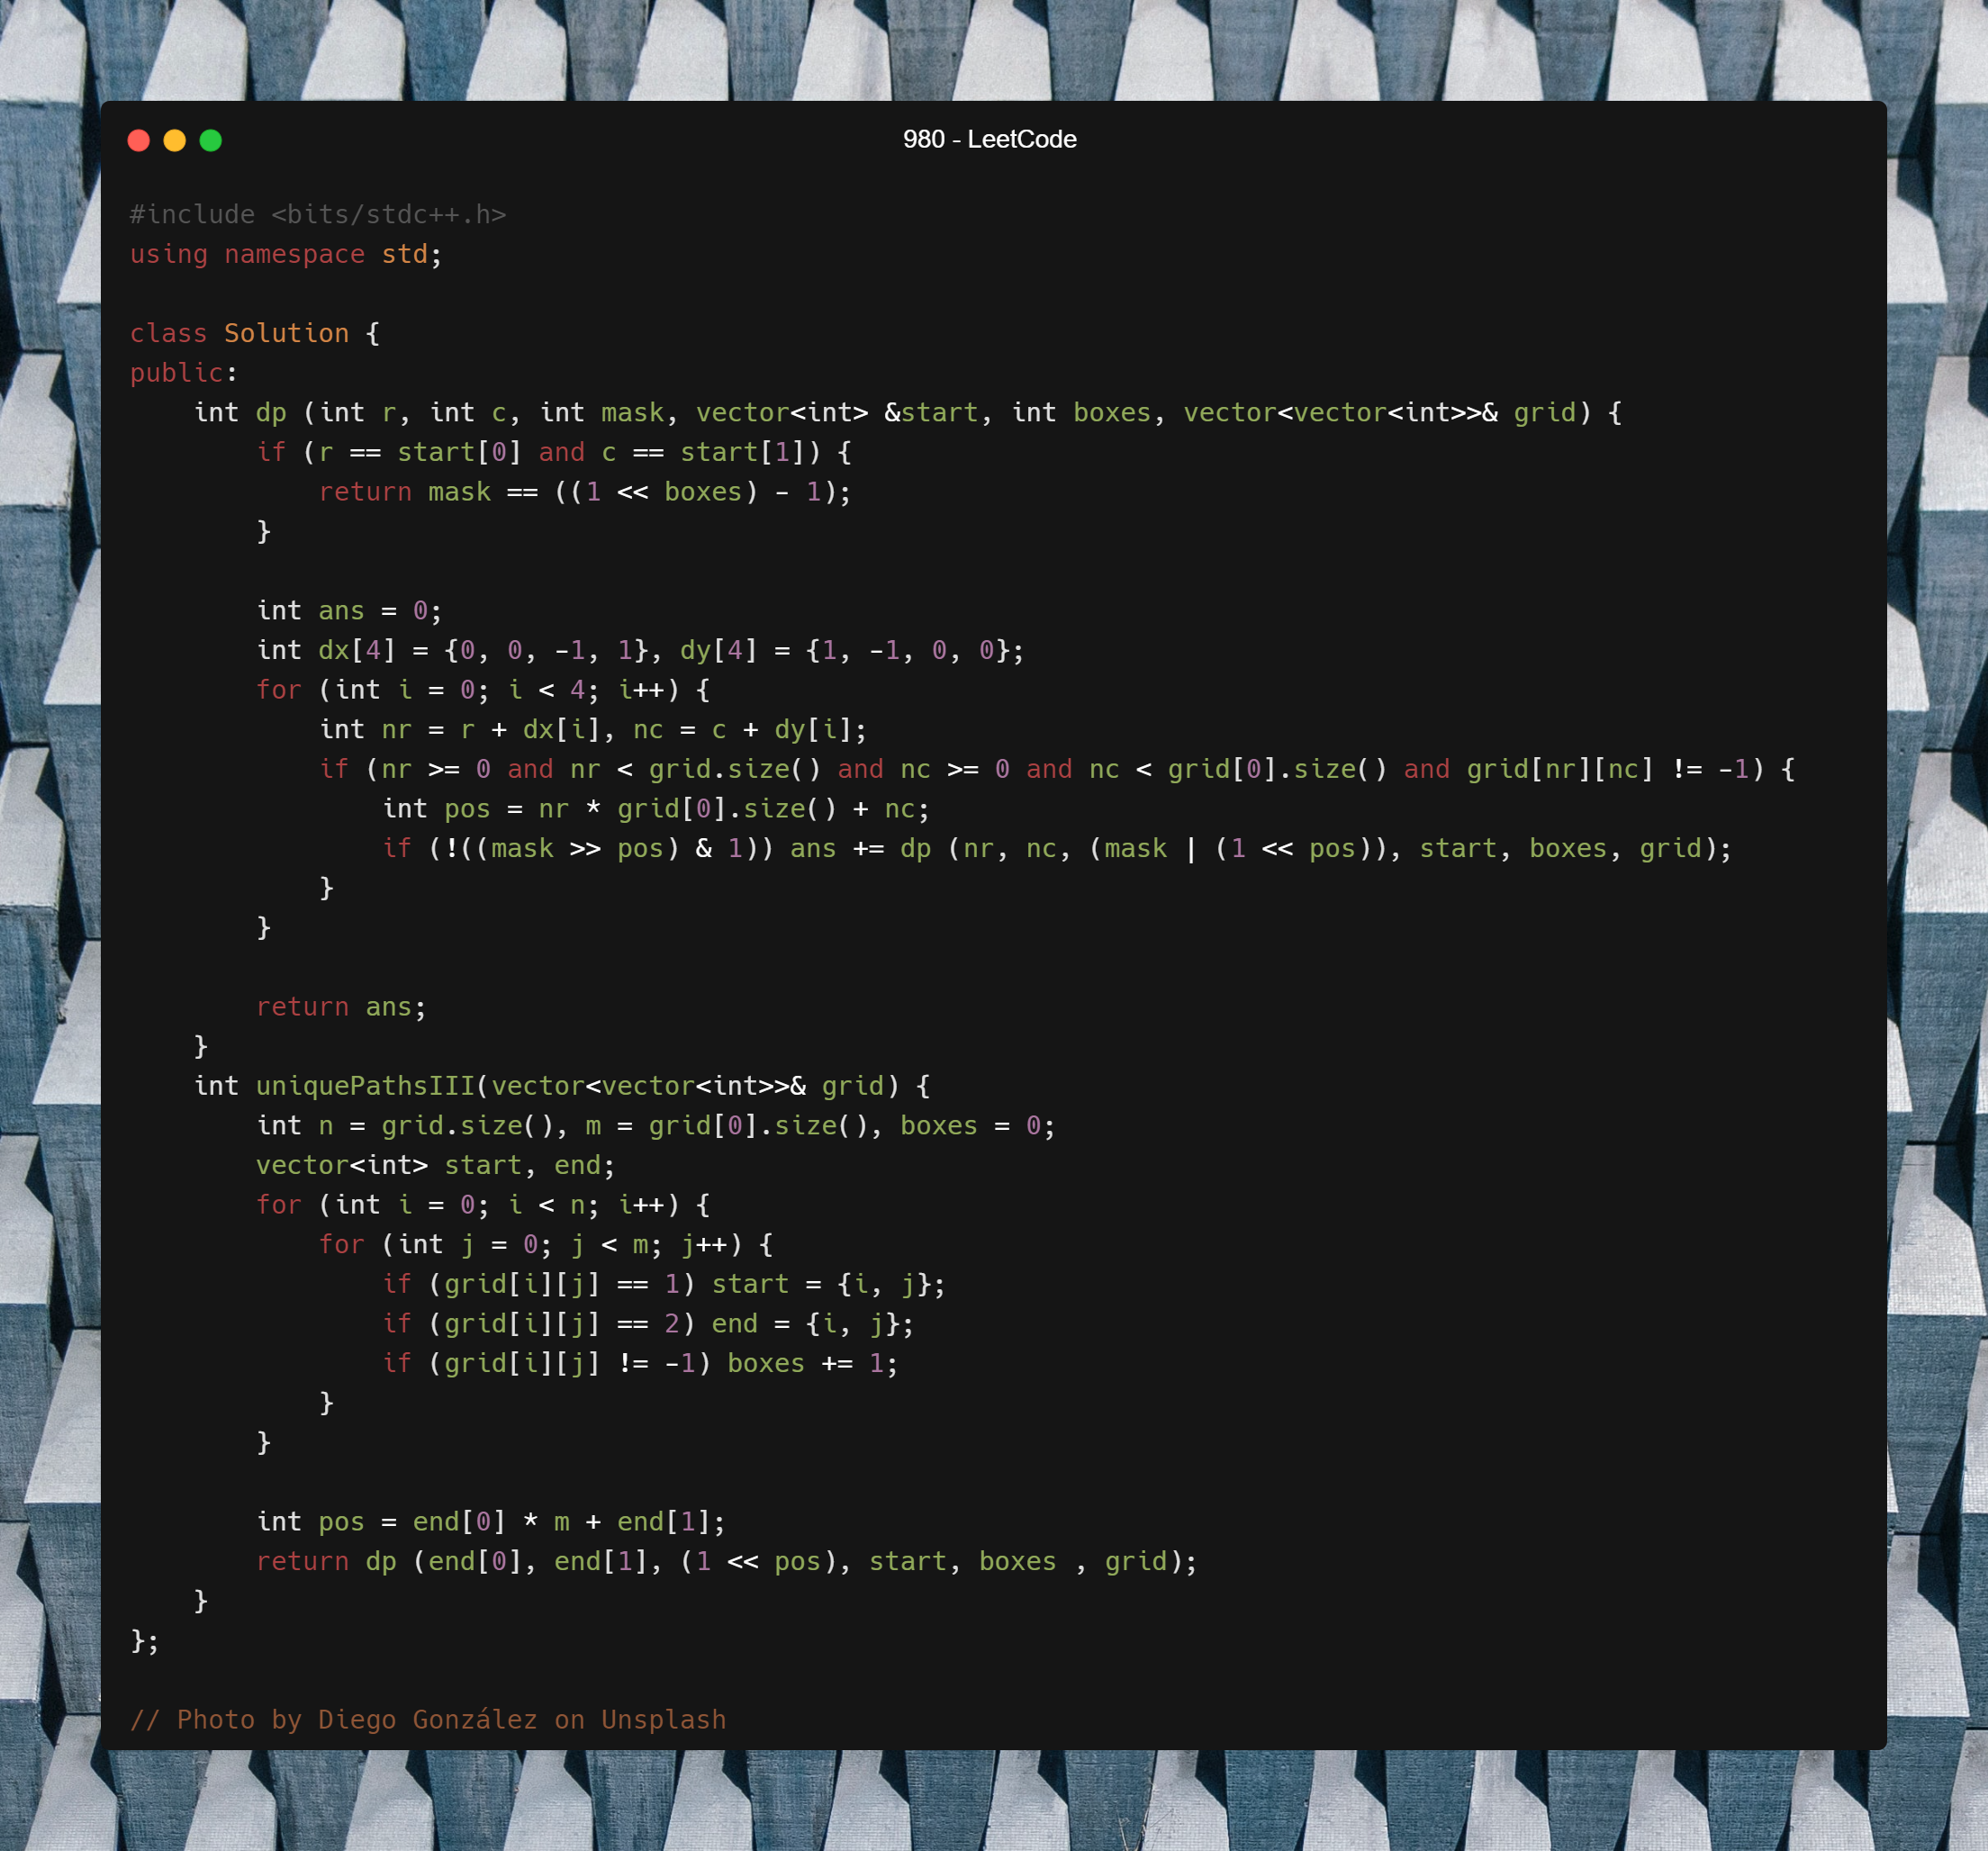 980 - LeetCode
#include <bits/stdc++.h>
using namespace std;
class Solution {
public:
    int dp (int r, int c, int mask, vector<int> &start, int boxes, vector<vector<int>>& grid) {
        if (r == start[0] and c == start[1]) {
            return mask == ((1 << boxes) - 1);
        }
        int ans = 0;
        int dx[4] = {0, 0, -1, 1}, dy[4] = {1, -1, 0, 0};
        for (int i = 0; i < 4; i++) {
            int nr = r + dx[i], nc = c + dy[i];
            if (nr >= 0 and nr < grid.size() and nc >= 0 and nc < grid[0].size() and grid[nr][nc] != -1) {
                int pos = nr * grid[0].size() + nc;
                if (!((mask >> pos) & 1)) ans += dp (nr, nc, (mask | (1 << pos)), start, boxes, grid);
            }
        }
        return ans;
    }
    int uniquePathsIII(vector<vector<int>>& grid) {
        int n = grid.size(), m = grid[0].size(), boxes = 0;
        vector<int> start, end;
        for (int i = 0; i < n; i++) {
            for (int j = 0; j < m; j++) {
                if (grid[i][j] == 1) start = {i, j};
                if (grid[i][j] == 2) end = {i, j};
                if (grid[i][j] != -1) boxes += 1;
            }
        }
        int pos = end[0] * m + end[1];
        return dp (end[0], end[1], (1 << pos), start, boxes , grid);
    }
};
// Photo by Diego González on Unsplash